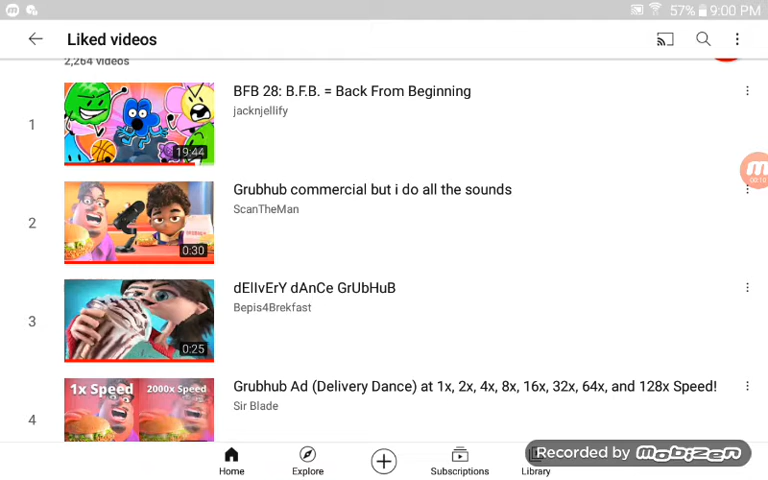 57% 9:00 PM
Liked videos
2,264 videos
1
19:44
BFB 28: B.F.B. = Back From Beginning
jacknjellify
00:10
2
0:30
Grubhub commercial but i do all the sounds
ScanTheMan
3
0:25
dElIvErY dAnCe GrUbHuB
Bepis4Brekfast
4
1x Speed 2000x Speed
Grubhub Ad (Delivery Dance) at 1x, 2x, 4x, 8x, 16x, 32x, 64x, and 128x Speed!
Sir Blade
Recorded by mobizen
Home Explore Subscriptions Library